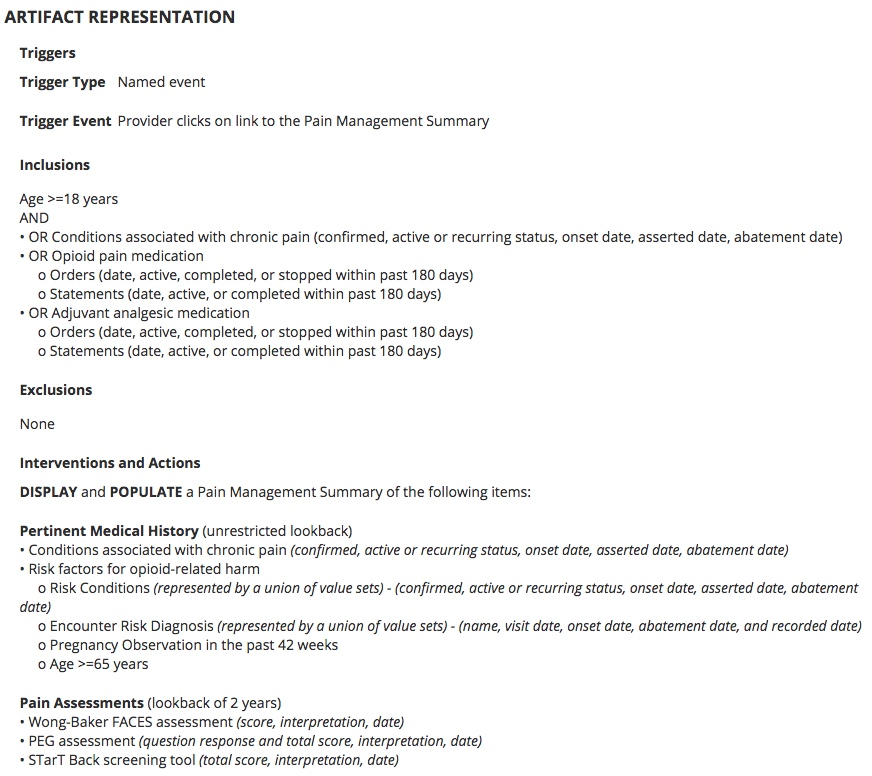 ARTIFACT REPRESENTATION
Triggers
Trigger Type Named event
Trigger Event Provider clicks on link to the Pain Management Summary
Inclusions
Age >=18 years
AND
• OR Conditions associated with chronic pain (confirmed, active or recurring status, onset date, asserted date, abatement date)
• OR Opioid pain medication
o Orders (date, active, completed, or stopped within past 180 days)
o Statements (date, active, or completed within past 180 days)
• OR Adjuvant analgesic medication
o Orders (date, active, completed, or stopped within past 180 days)
o Statements (date, active, or completed within past 180 days)
Exclusions
None
Interventions and Actions
DISPLAY and POPULATE a Pain Management Summary of the following items:
Pertinent Medical History (unrestricted lookback)
• Conditions associated with chronic pain (confirmed, active or recurring status, onset date, asserted date, abatement date)
• Risk factors for opioid-related harm
o Risk Conditions (represented by a union of value sets) - (confirmed, active or recurring status, onset date, asserted date, abatement
date)
o Encounter Risk Diagnosis (represented by a union of value sets) - (name, visit date, onset date, abatement date, and recorded date)
o Pregnancy Observation in the past 42 weeks
o Age >=65 years
Pain Assessments (lookback of 2 years)
• Wong-Baker FACES assessment (score, interpretation, date)
• PEG assessment (question response and total score, interpretation, date)
• STarT Back screening tool (total score, interpretation, date)